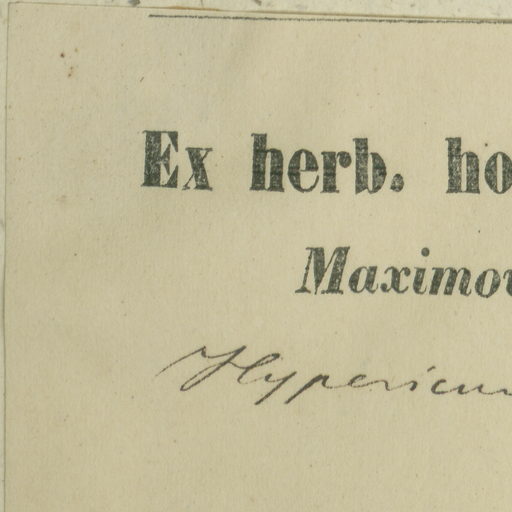 Ex herb. ho
Maximov
Hypericum